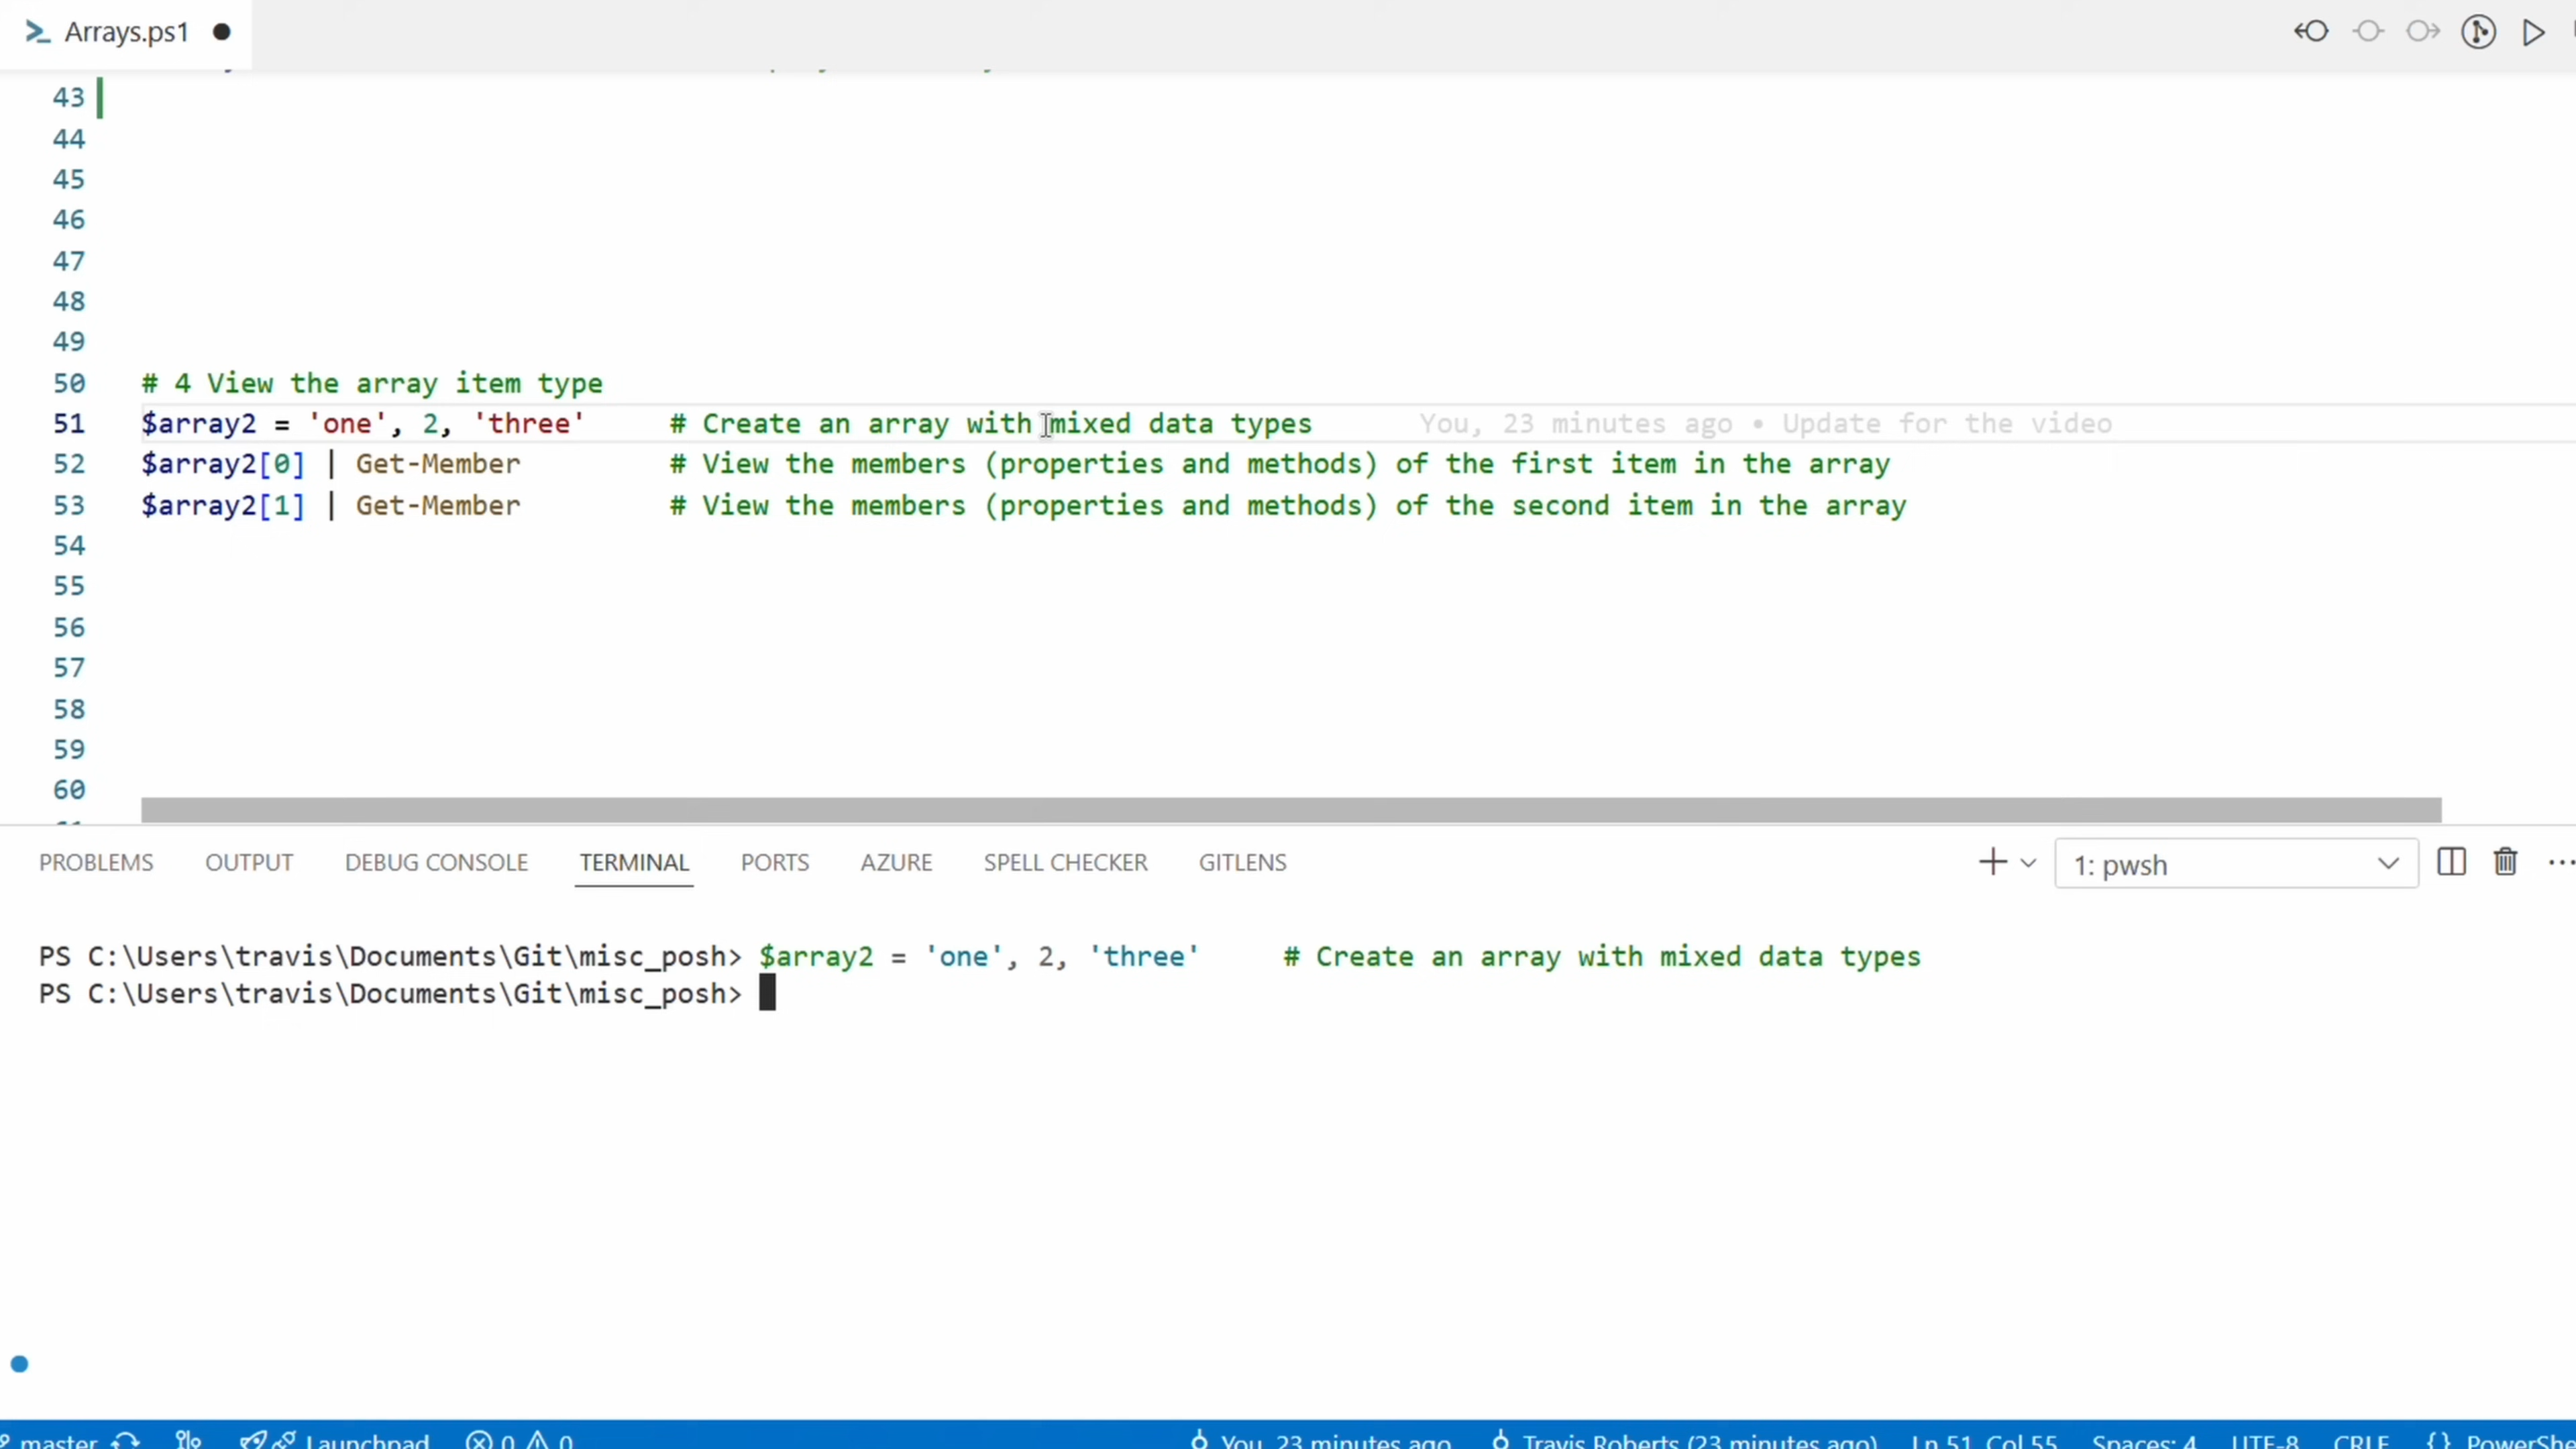 Arrays.ps1
43
44
45
46
47
48
49
50 # 4 View the array item type
51 $array2 = 'one', 2, 'three' # Create an array with mixed data types You, 23 minutes ago • Update for the video
52 $array2[0] | Get-Member # View the members (properties and methods) of the first item in the array
53 $array2[1] | Get-Member # View the members (properties and methods) of the second item in the array
54
55
56
57
58
59
60
PROBLEMS OUTPUT DEBUG CONSOLE TERMINAL PORTS AZURE SPELL CHECKER GITLENS 1: pwsh
PS C:\Users\travis\Documents\Git\misc_posh> $array2 = 'one', 2, 'three' # Create an array with mixed data types
PS C:\Users\travis\Documents\Git\misc_posh>
master Launchpad 0 0 You, 23 minutes ago Travis Roberts (23 minutes ago) Ln 51, Col 55 Spaces: 4 UTF-8 CRLF {} PowerSh